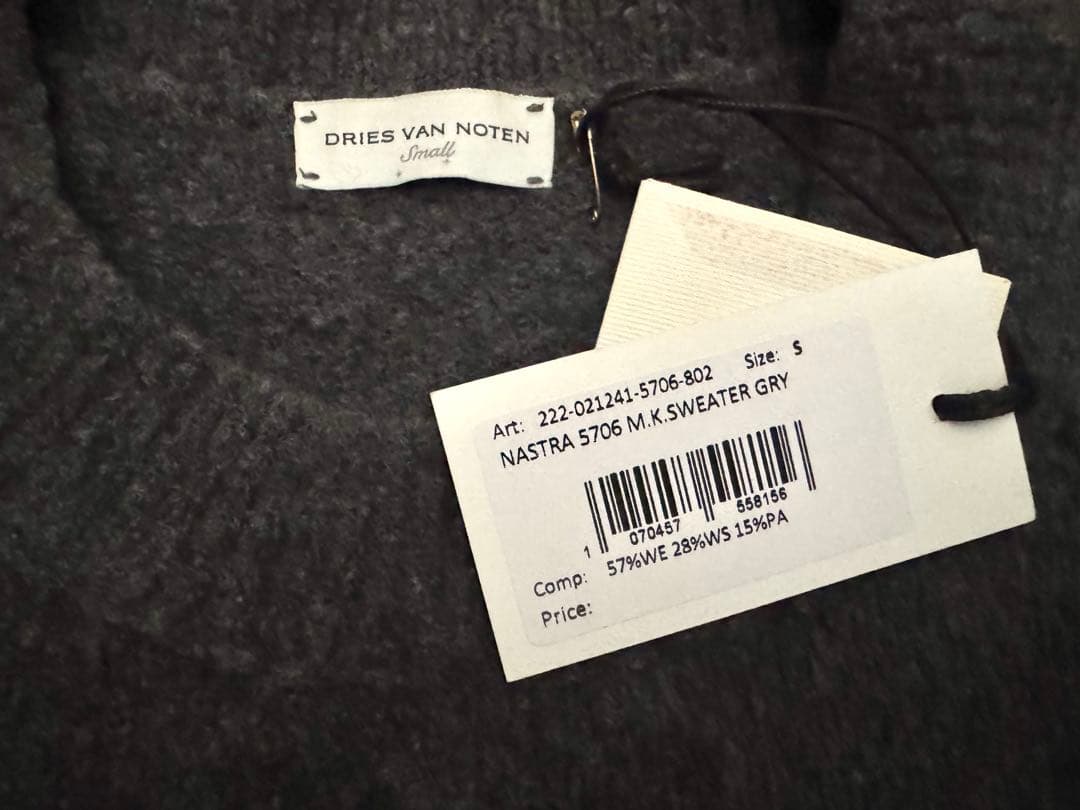 DRIES VAN NOTEN
Small
Art: 222-021241-5706-802 Size: S
NASTRA 5706 M.K.SWEATER GRY
1 070457 558156
Comp: 57%WE 28%WS 15%PA
Price: